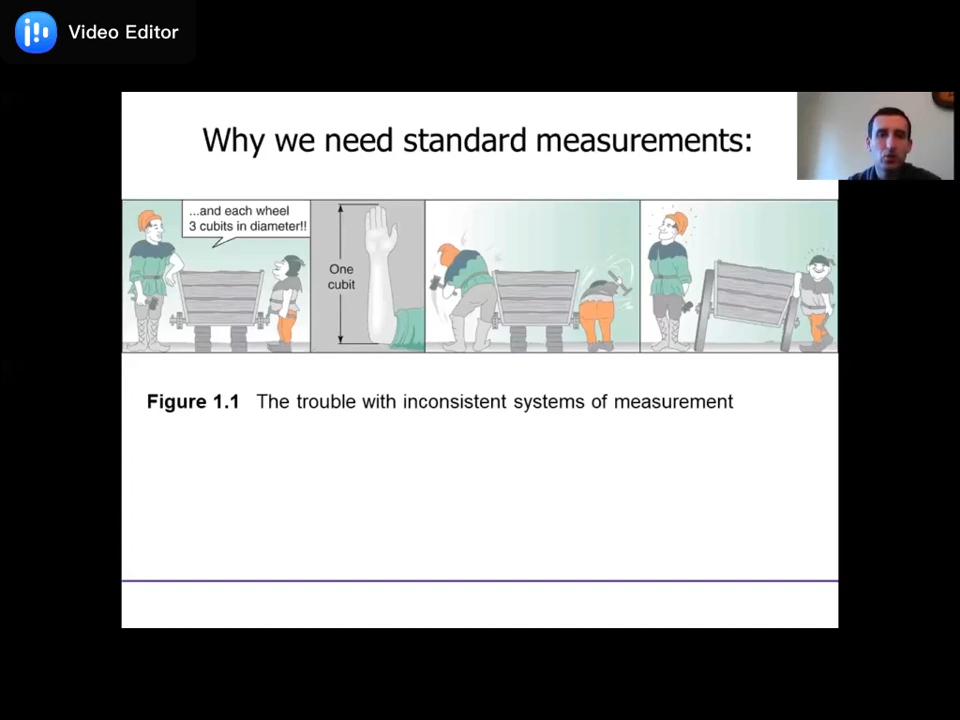 Video Editor
Why we need standard measurements:
...and each wheel
3 cubits in diameter!!
One
cubit
Figure 1.1 The trouble with inconsistent systems of measurement